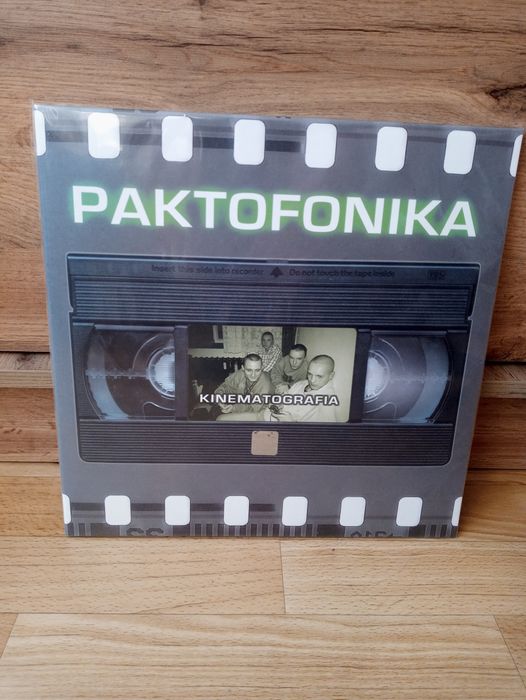 PAKTOFONIKA
Insert this side into recorder ▲ Do not touch the tape inside
KINEMATOGRAFIA